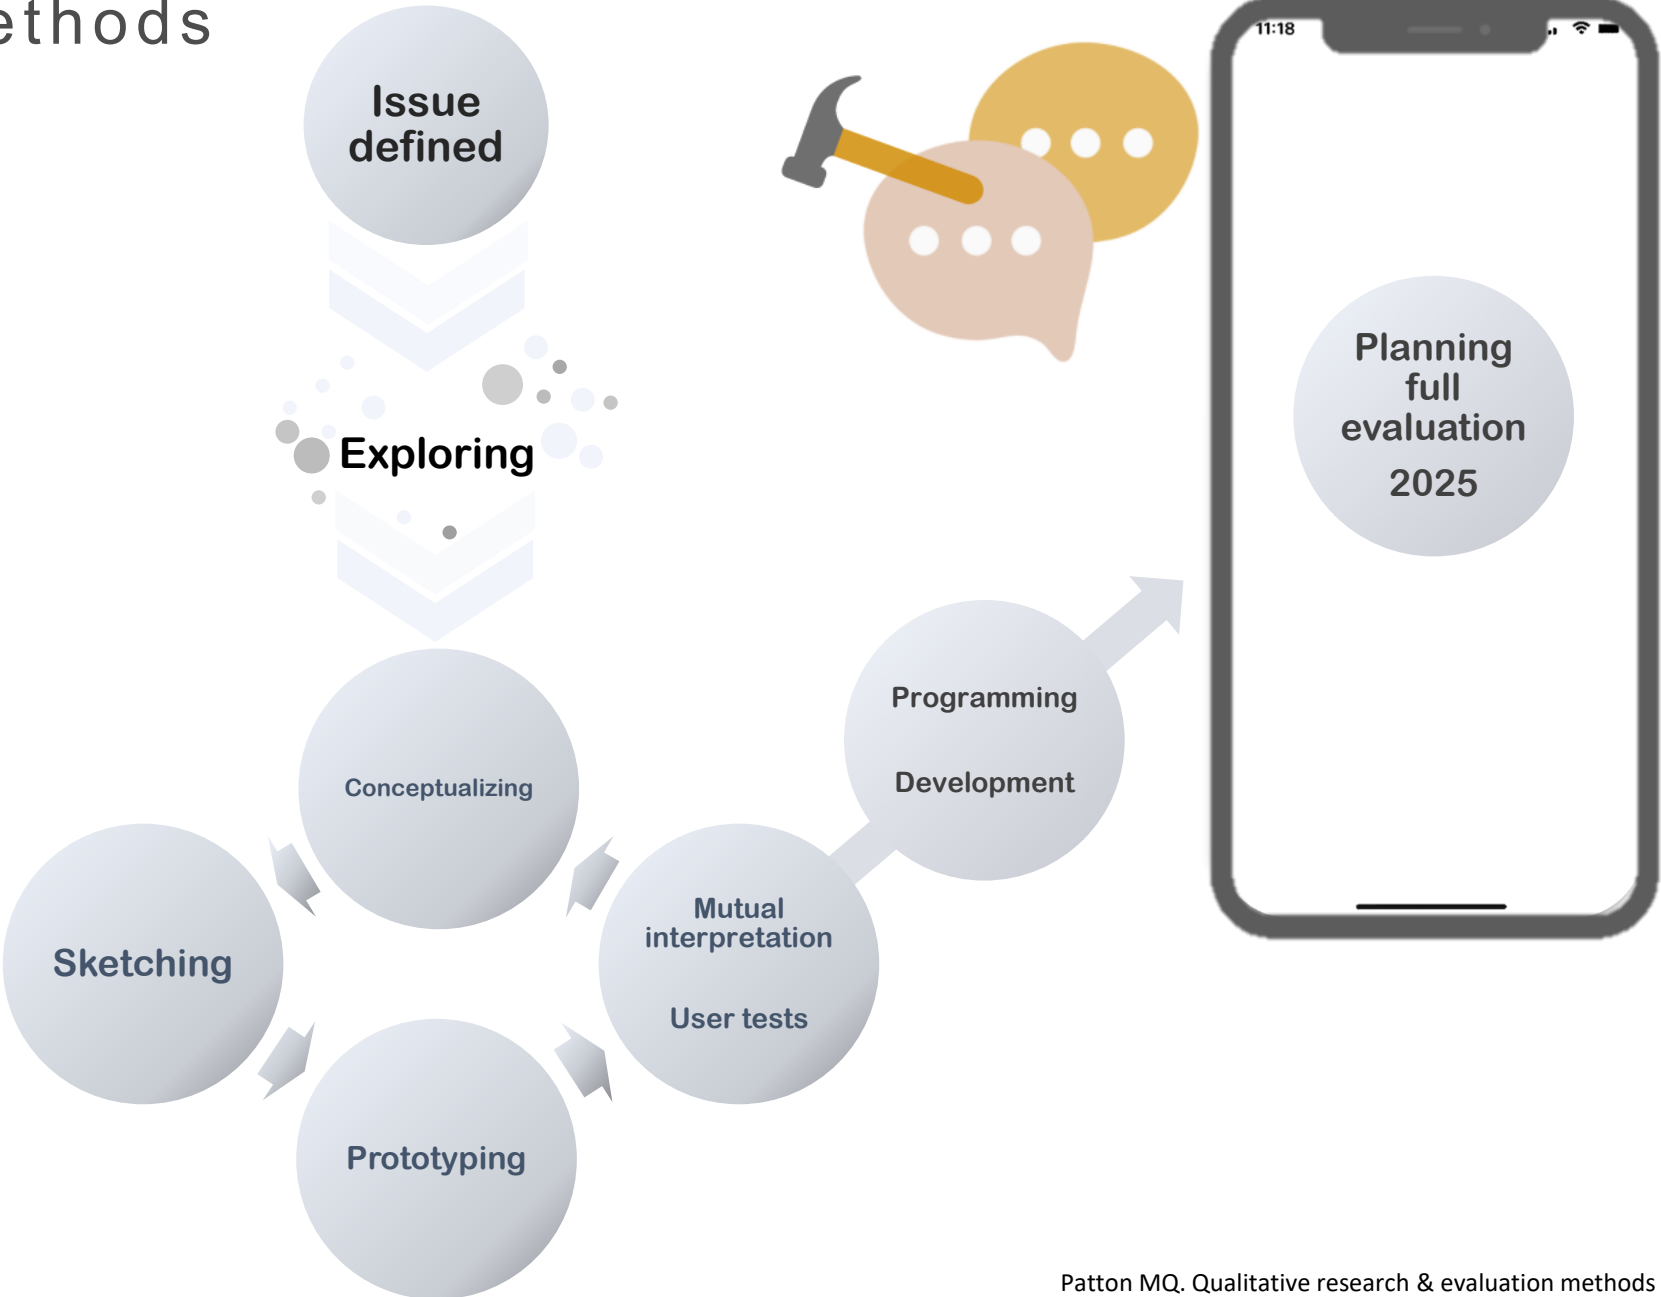 ethods
11:18
Issue
defined
Planning
full
evaluation
2025
Exploring
Programming
Development
Conceptualizing
Mutual
interpretation
User tests
Sketching
Prototyping
Patton MQ. Qualitative research & evaluation methods